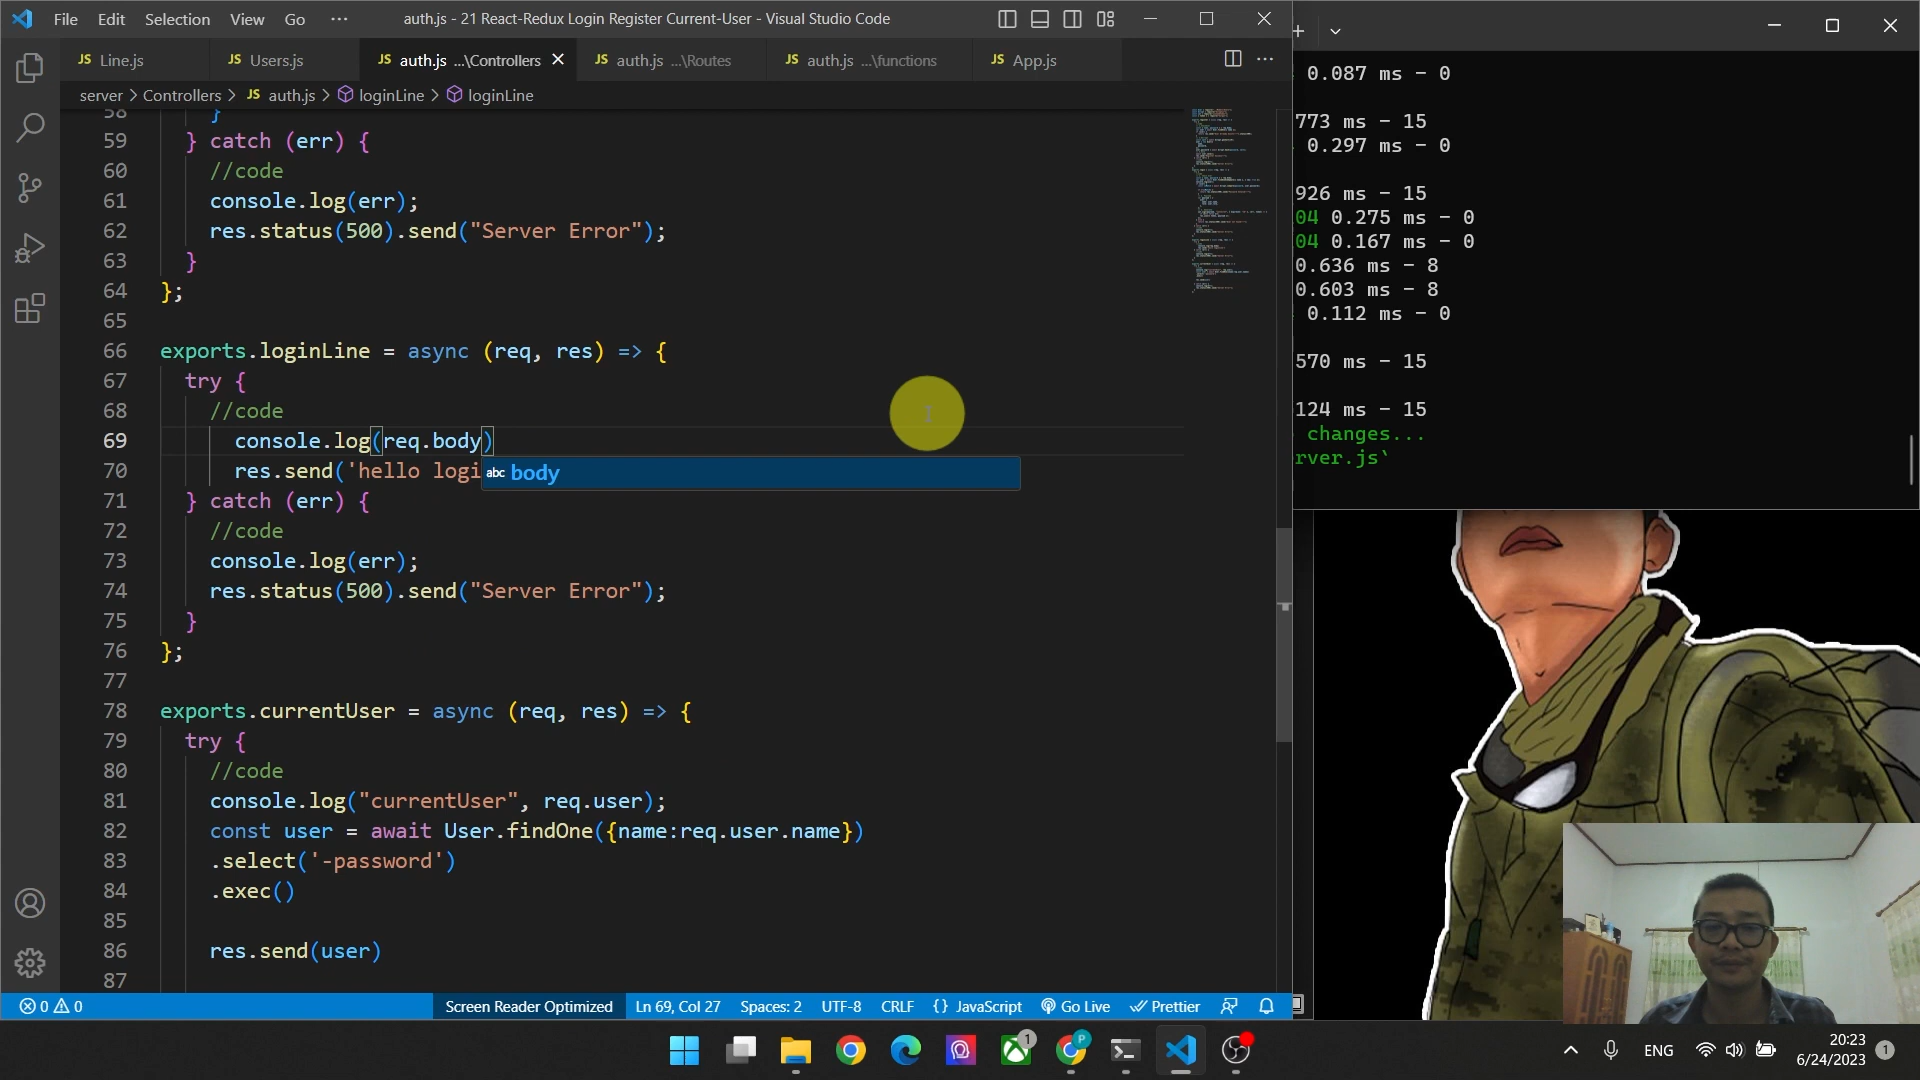 File Edit Selection View Go ··· auth.js - 21 React-Redux Login Register Current-User - Visual Studio Code
JS Line.js JS Users.js JS auth.js ...\Controllers JS auth.js ...\Routes JS auth.js ...\functions JS App.js
server > Controllers > JS auth.js > loginLine > loginLine
58 }
59 } catch (err) {
60 //code
61 console.log(err);
62 res.status(500).send("Server Error");
63 }
64 };
65
66 exports.loginLine = async (req, res) => {
67 try {
68 //code
69 console.log(req.body)
70 res.send('hello logi
abc body
71 } catch (err) {
72 //code
73 console.log(err);
74 res.status(500).send("Server Error");
75 }
76 };
77
78 exports.currentUser = async (req, res) => {
79 try {
80 //code
81 console.log("currentUser", req.user);
82 const user = await User.findOne({name:req.user.name})
83 .select('-password')
84 .exec()
85
86 res.send(user)
87
0 0 Screen Reader Optimized Ln 69, Col 27 Spaces: 2 UTF-8 CRLF {} JavaScript Go Live Prettier
0.087 ms - 0
773 ms - 15
0.297 ms - 0
926 ms - 15
04 0.275 ms - 0
04 0.167 ms - 0
0.636 ms - 8
0.603 ms - 8
0.112 ms - 0
570 ms - 15
124 ms - 15
changes...
rver.js`
1
P
ENG
20:23
6/24/2023
1